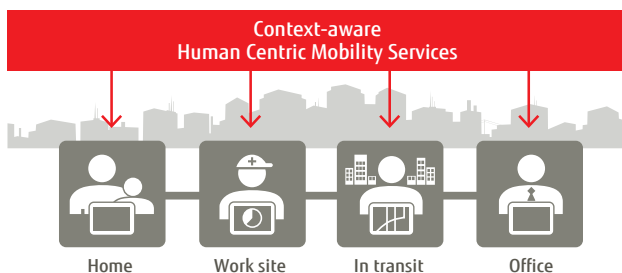 Context-aware
Human Centric Mobility Services
Home
Work site
In transit
Office